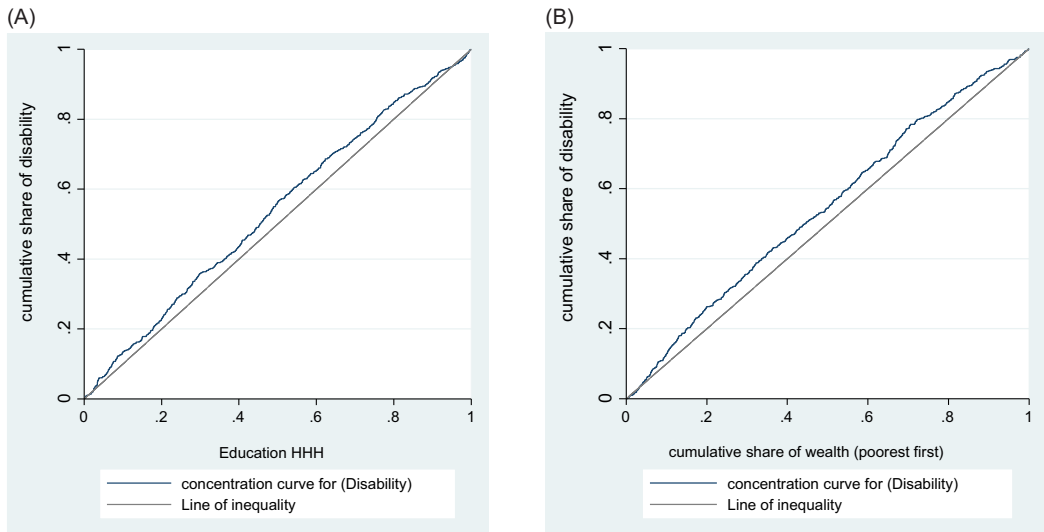 (A)
cumulative share of disability
1
.8
.6
.4
.2
0
0 .2 .4 .6 .8 1
Education HHH
concentration curve for (Disability)
Line of inequality
(B)
cumulative share of disability
1
.8
.6
.4
.2
0
0 .2 .4 .6 .8 1
cumulative share of wealth (poorest first)
concentration curve for (Disability)
Line of inequality